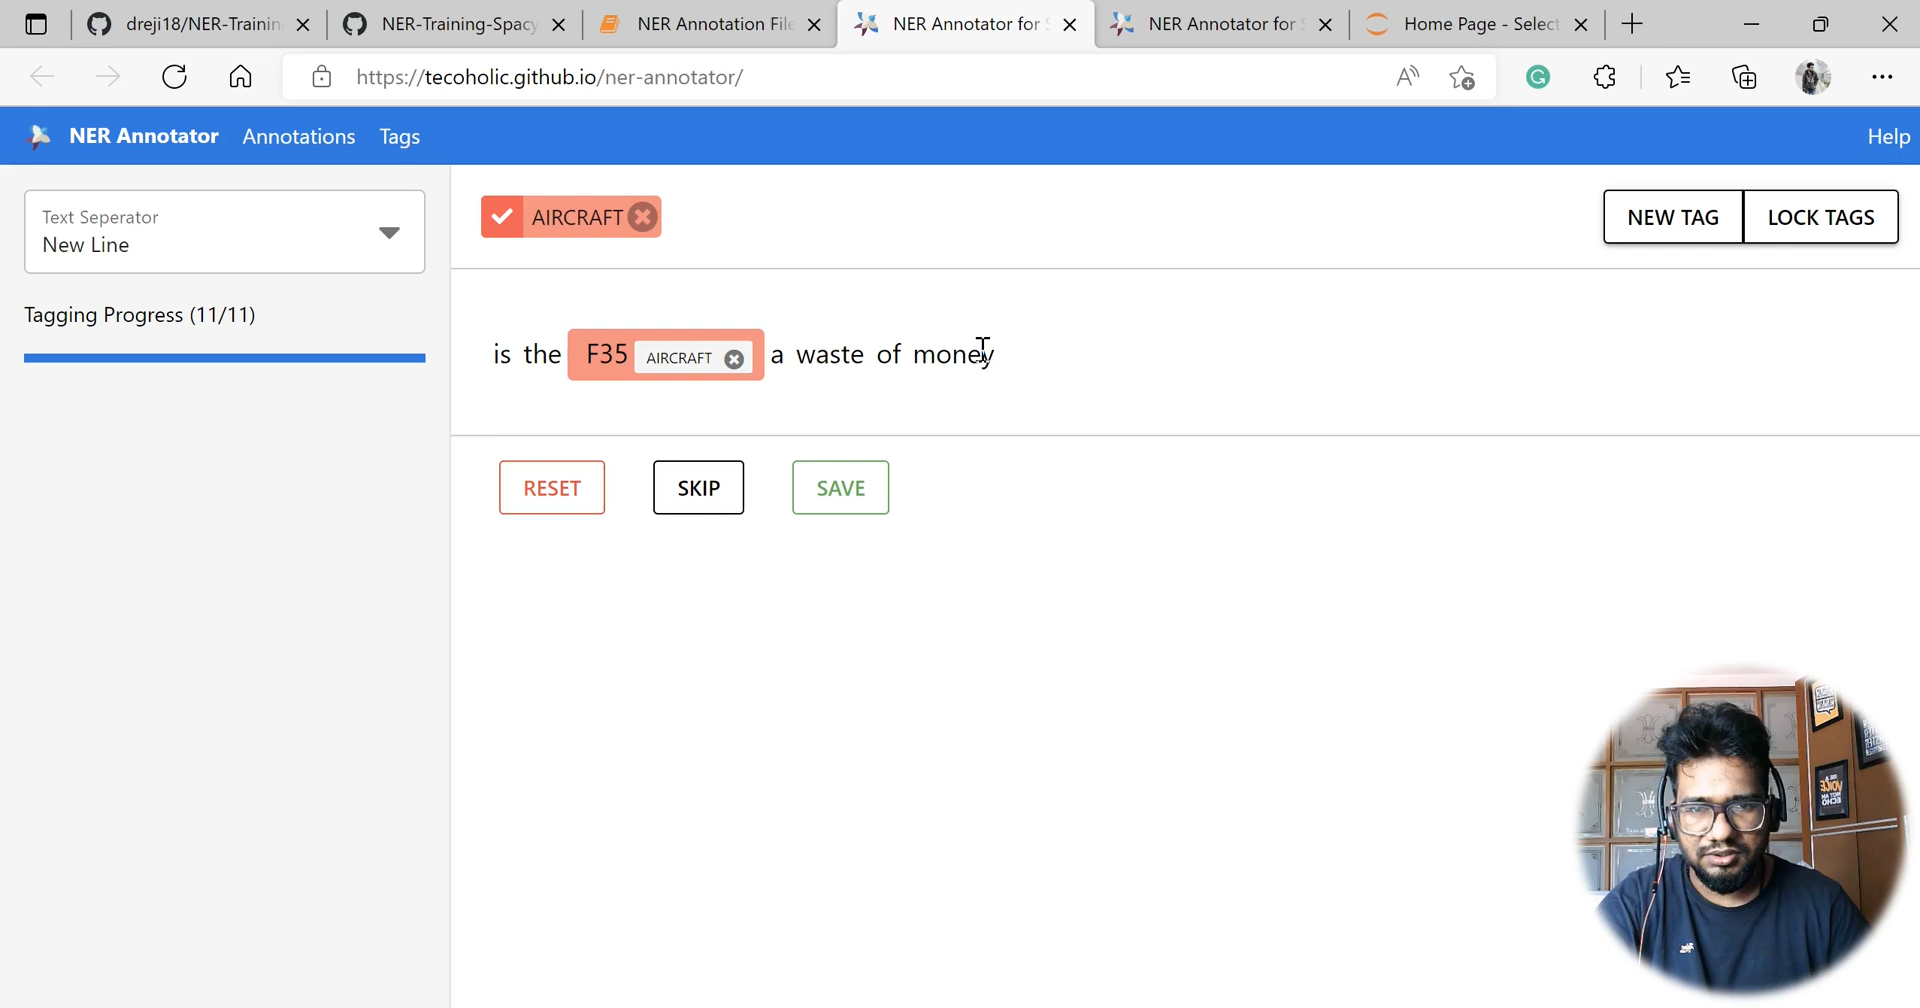 dreji18/NER-Trainin
NER-Training-Spacy
NER Annotation File
NER Annotator for S
NER Annotator for S
Home Page - Select
https://tecoholic.github.io/ner-annotator/
NER Annotator Annotations Tags Help
Text Seperator
New Line
AIRCRAFT
NEW TAG
LOCK TAGS
Tagging Progress (11/11)
is the F35 AIRCRAFT a waste of money
RESET
SKIP
SAVE